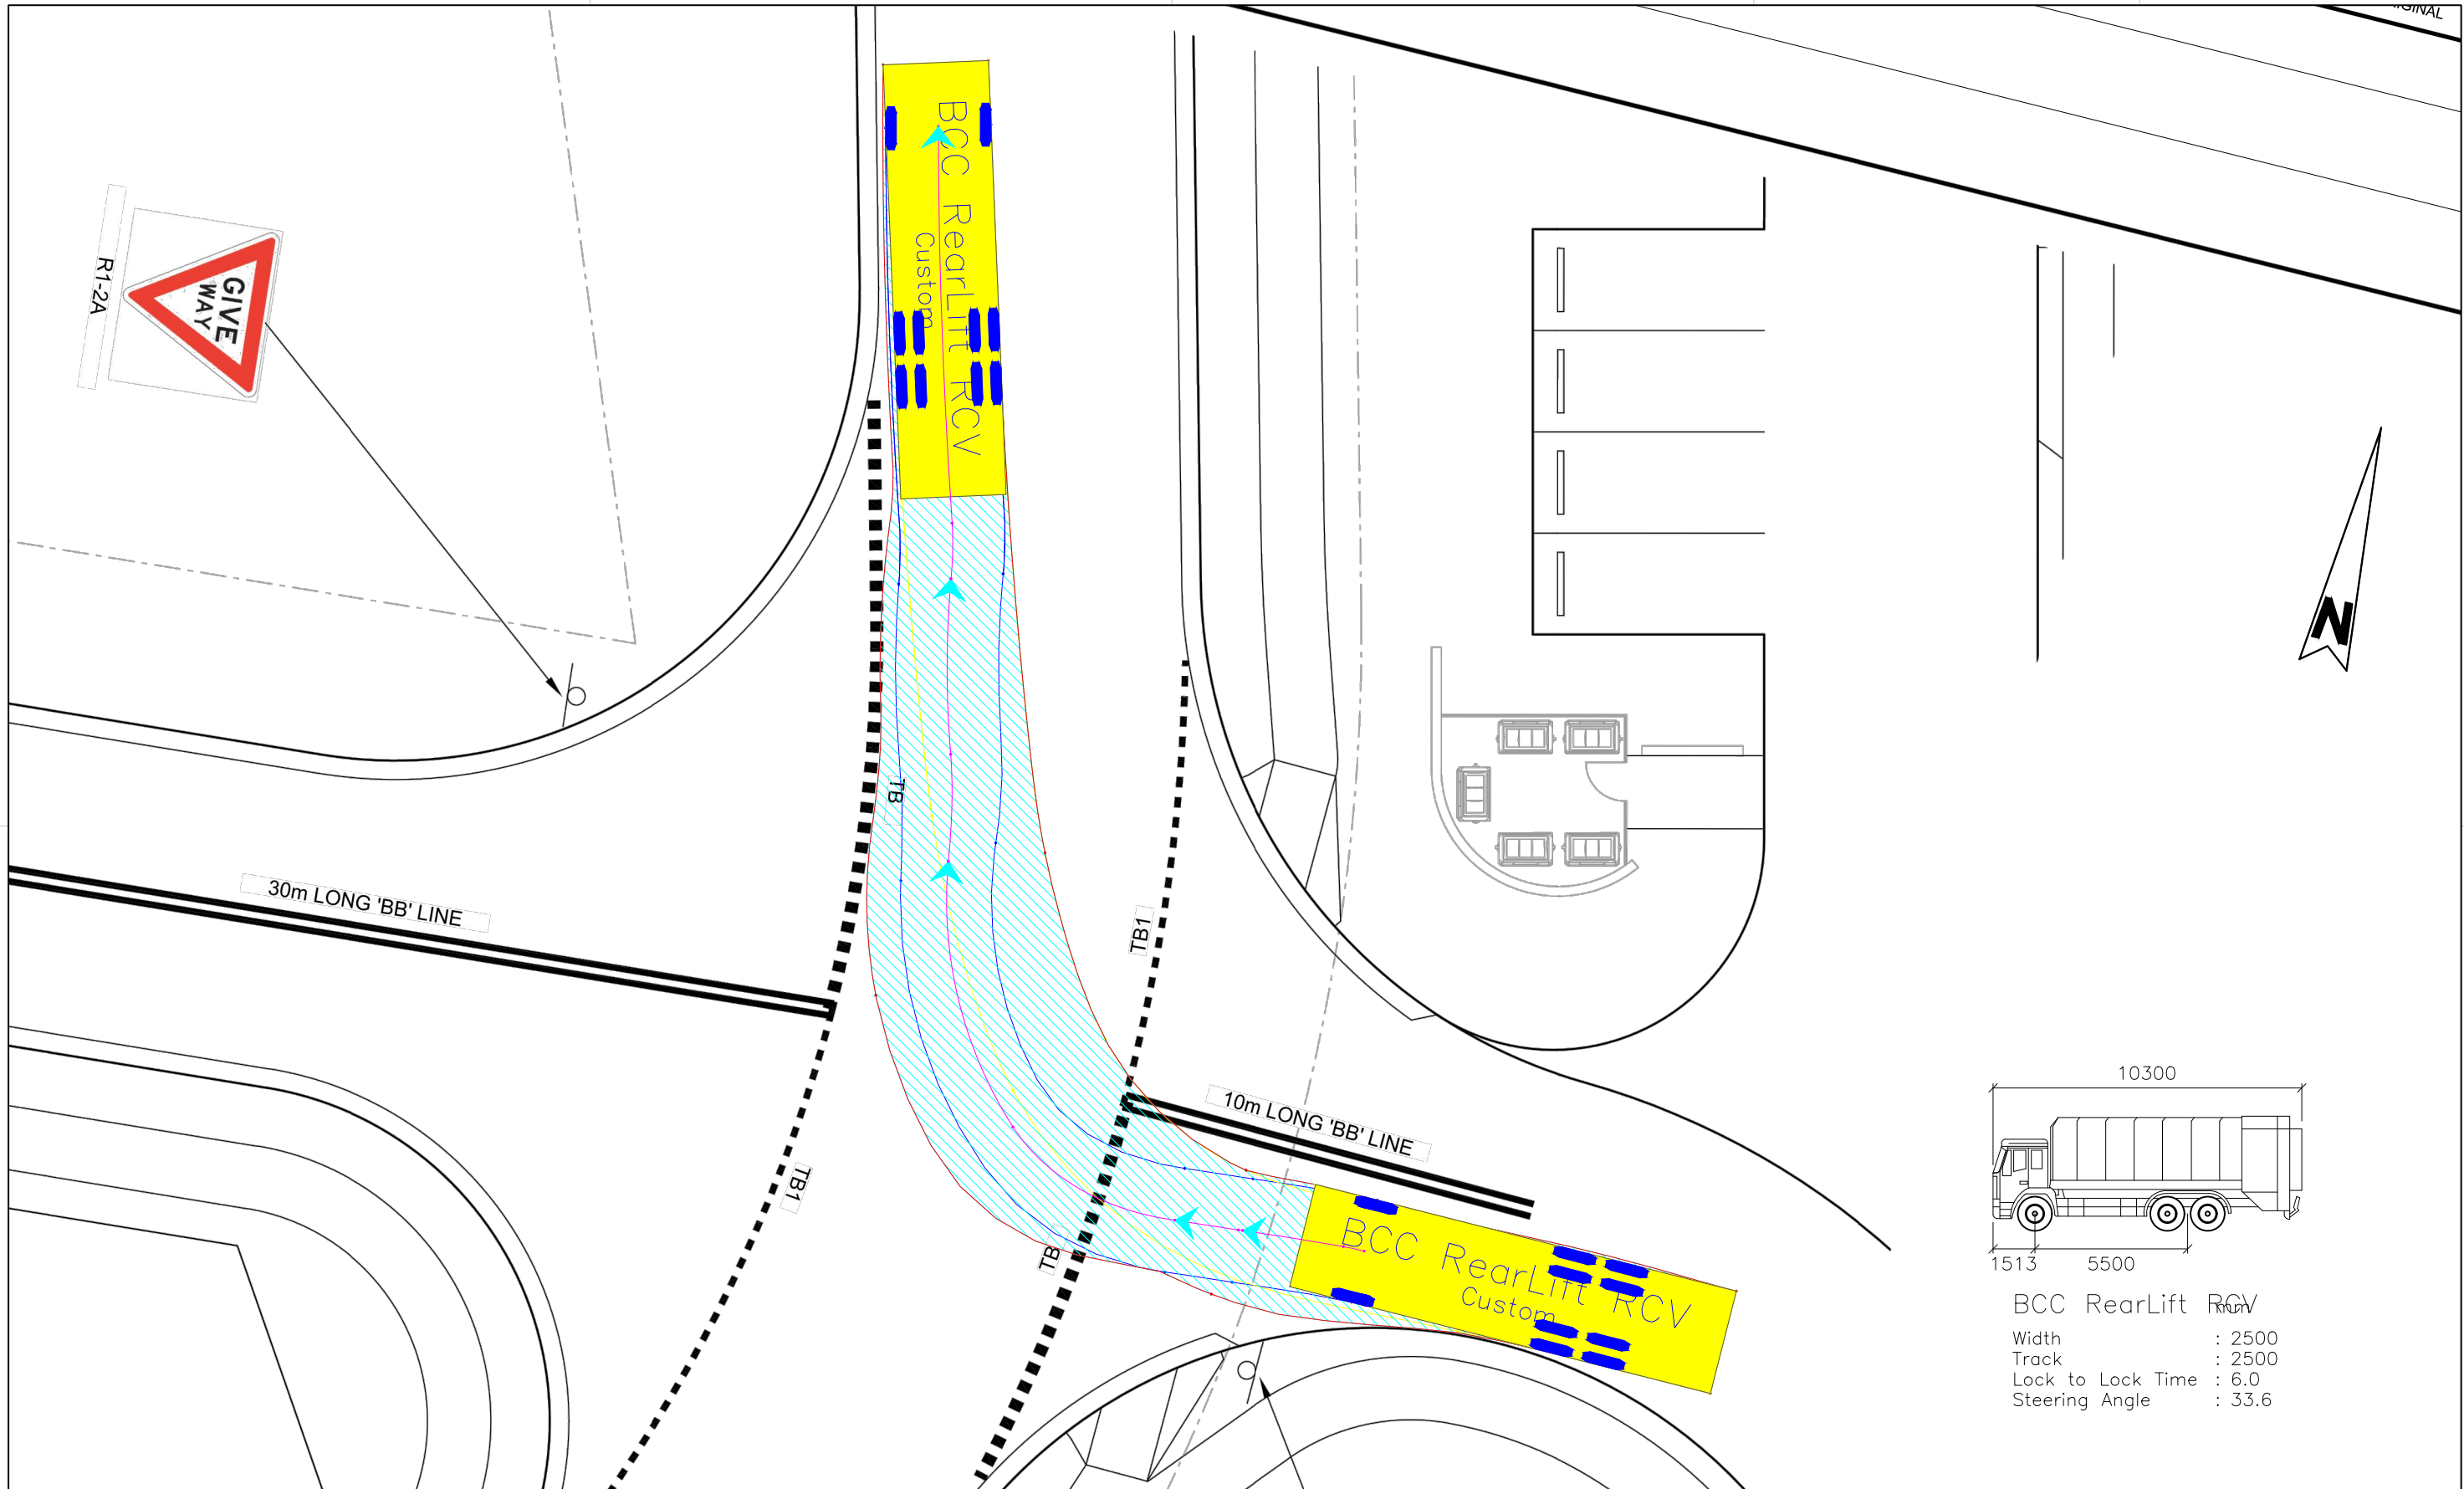 BCC RearLift RCV
Custom
R1-2A
GIVE
WAY
TB
30m LONG 'BB' LINE
TB1
10m LONG 'BB' LINE
TB1
TB
BCC RearLift RCV
Custom
N
10300
1513
5500
BCC RearLift RCV
mm
Width : 2500
Track : 2500
Lock to Lock Time : 6.0
Steering Angle : 33.6